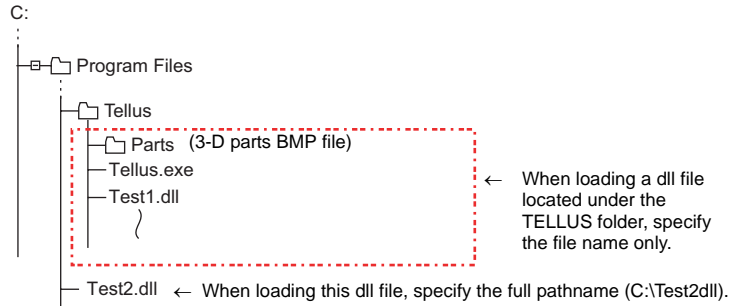 C:
Program Files
Tellus
Parts (3-D parts BMP file)
Tellus.exe
Test1.dll
← When loading a dll file
located under the
TELLUS folder, specify
the file name only.
Test2.dll ← When loading this dll file, specify the full pathname (C:\Test2dll).